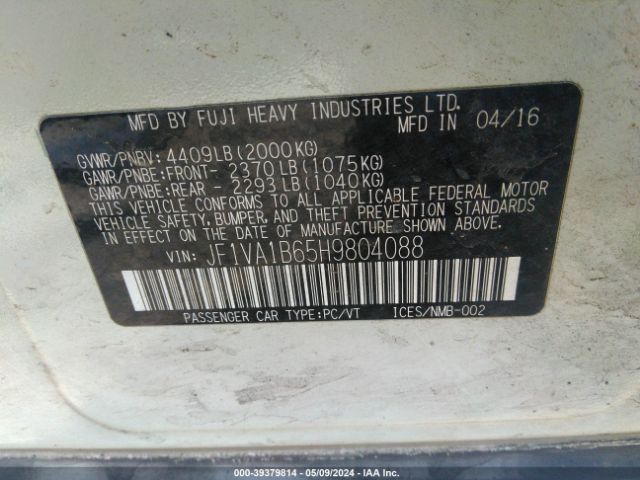 MFD BY FUJI HEAVY INDUSTRIES LTD.
MFD IN 04/16
GVWR/PNBV: 4409LB(2000KG)
GAWR/PNBE:FRONT- 2370LB(1075KG)
GAWR/PNBE:REAR - 2293LB(1040KG)
THIS VEHICLE CONFORMS TO ALL APPLICABLE FEDERAL MOTOR
VEHICLE SAFETY, BUMPER, AND THEFT PREVENTION STANDARDS
IN EFFECT ON THE DATE OF MANUFACTURE SHOWN ABOVE.
VIN: JF1VA1B65H9804088
PASSENGER CAR TYPE:PC/VT ICES/NMB-002
000-39379814 / 05/09/2024 - IAA Inc.